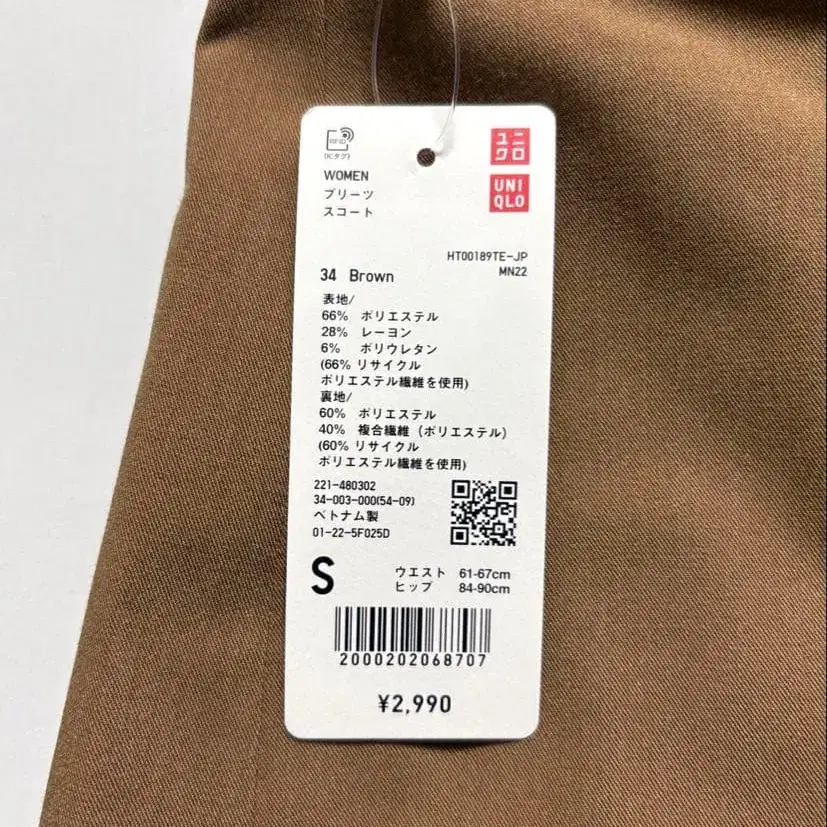 RFID
(ICタグ)
ユニ
クロ
UNI
QLO
WOMEN
プリーツ
スコート
HT00189TE-JP
MN22
34 Brown
表地/
66% ポリエステル
28% レーヨン
6% ポリウレタン
(66% リサイクル
ポリエステル繊維を使用)
裏地/
60% ポリエステル
40% 複合繊維 (ポリエステル)
(60% リサイクル
ポリエステル繊維を使用)
221-480302
34-003-000(54-09)
ベトナム製
01-22-5F025D
S
ウエスト 61-67cm
ヒップ 84-90cm
2000202068707
¥2,990